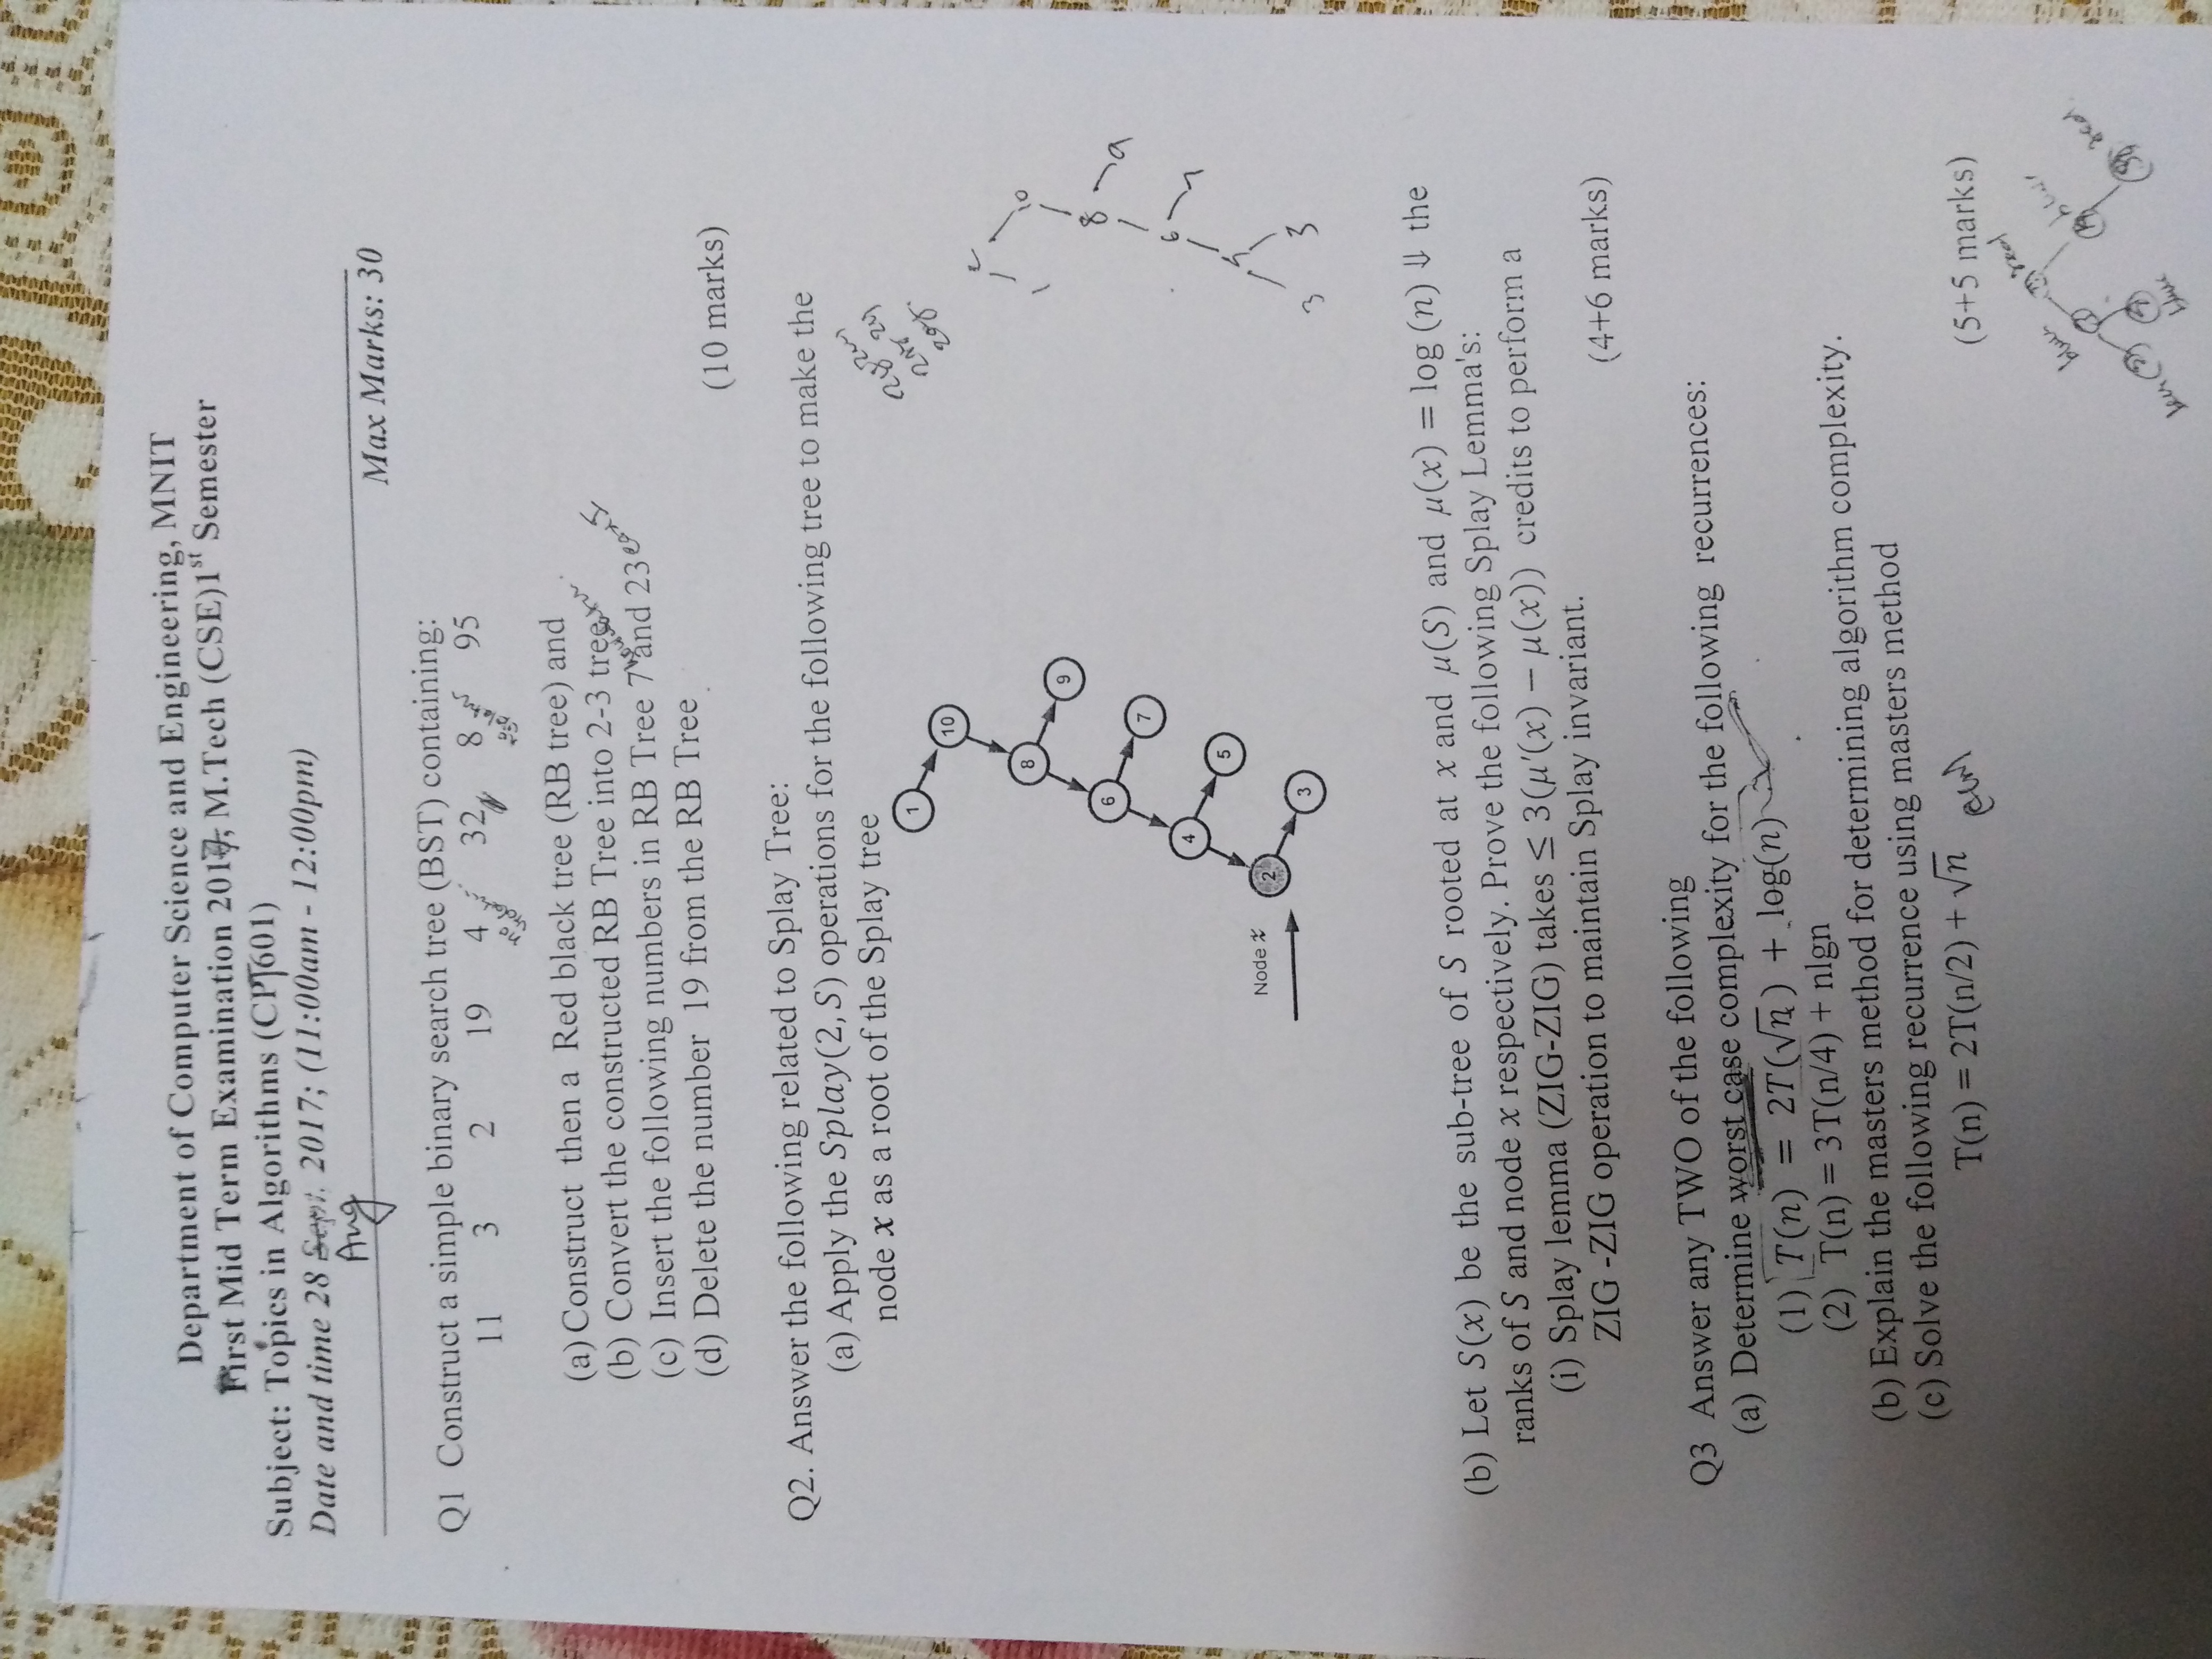 Department of Computer Science and Engineering, MNIT
First Mid Term Examination 2017, M.Tech (CSE)1st Semester
Subject: Topics in Algorithms (CPT601)
Date and time 28 Sept. 2017; (11:00am - 12:00pm)
Aug
Max Marks: 30
Q1 Construct a simple binary search tree (BST) containing:
11 3 2 19 4 32 8 95
(a) Construct then a Red black tree (RB tree) and
(b) Convert the constructed RB Tree into 2-3 tree
(c) Insert the following numbers in RB Tree 7 and 23
(d) Delete the number 19 from the RB Tree
(10 marks)
Q2. Answer the following related to Splay Tree:
(a) Apply the Splay(2,S) operations for the following tree to make the
node x as a root of the Splay tree
1
10
8
9
6
7
4
5
2
3
Node x
10
8
6
3
3
(b) Let S(x) be the sub-tree of S rooted at x and μ(S) and μ(x) = log (n) ⇓ the
ranks of S and node x respectively. Prove the following Splay Lemma's:
(i) Splay lemma (ZIG-ZIG) takes ≤ 3(μ′(x) − μ(x)) credits to perform a
ZIG -ZIG operation to maintain Splay invariant.
(4+6 marks)
Q3 Answer any TWO of the following
(a) Determine worst case complexity for the following recurrences:
(1) T(n) = 2T(√n) + log(n)
(2) T(n) = 3T(n/4) + nlgn
(b) Explain the masters method for determining algorithm complexity.
(c) Solve the following recurrence using masters method
T(n) = 2T(n/2) + √n
(5+5 marks)